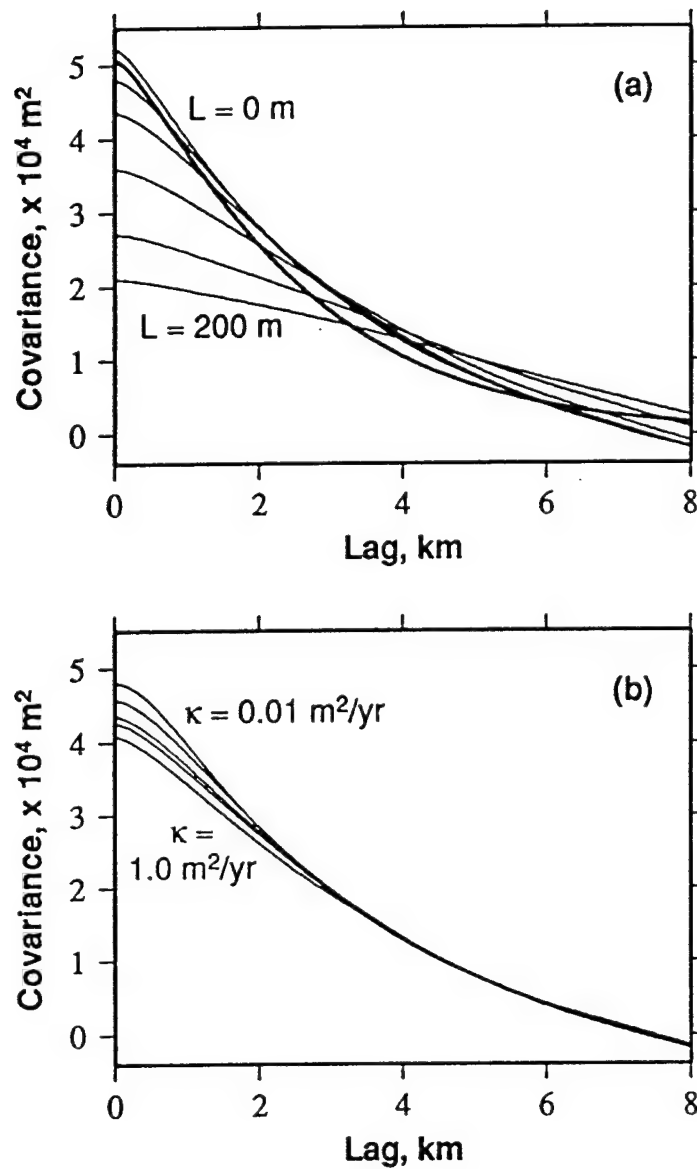 (a)
L = 0 m
L = 200 m
Covariance, x 10⁴ m²
5
4
3
2
1
0
0 2 4 6 8
Lag, km
(b)
κ = 0.01 m²/yr
κ =
1.0 m²/yr
Covariance, x 10⁴ m²
5
4
3
2
1
0
0 2 4 6 8
Lag, km